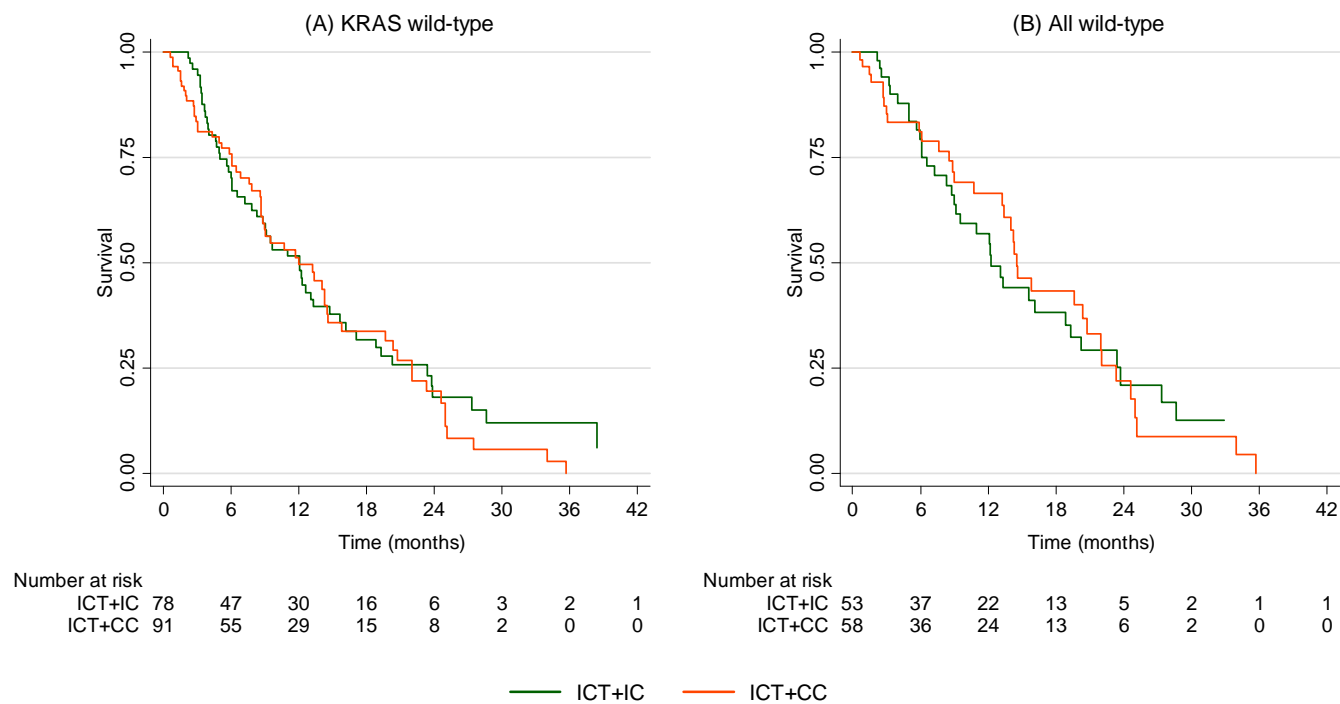 (A) KRAS wild-type
1.00
0.75
0.50
0.25
0.00
Survival
0 6 12 18 24 30 36 42
Time (months)
Number at risk
ICT+IC 78 47 30 16 6 3 2 1
ICT+CC 91 55 29 15 8 2 0 0
(B) All wild-type
1.00
0.75
0.50
0.25
0.00
Survival
0 6 12 18 24 30 36 42
Time (months)
Number at risk
ICT+IC 53 37 22 13 5 2 1 1
ICT+CC 58 36 24 13 6 2 0 0
ICT+IC ICT+CC